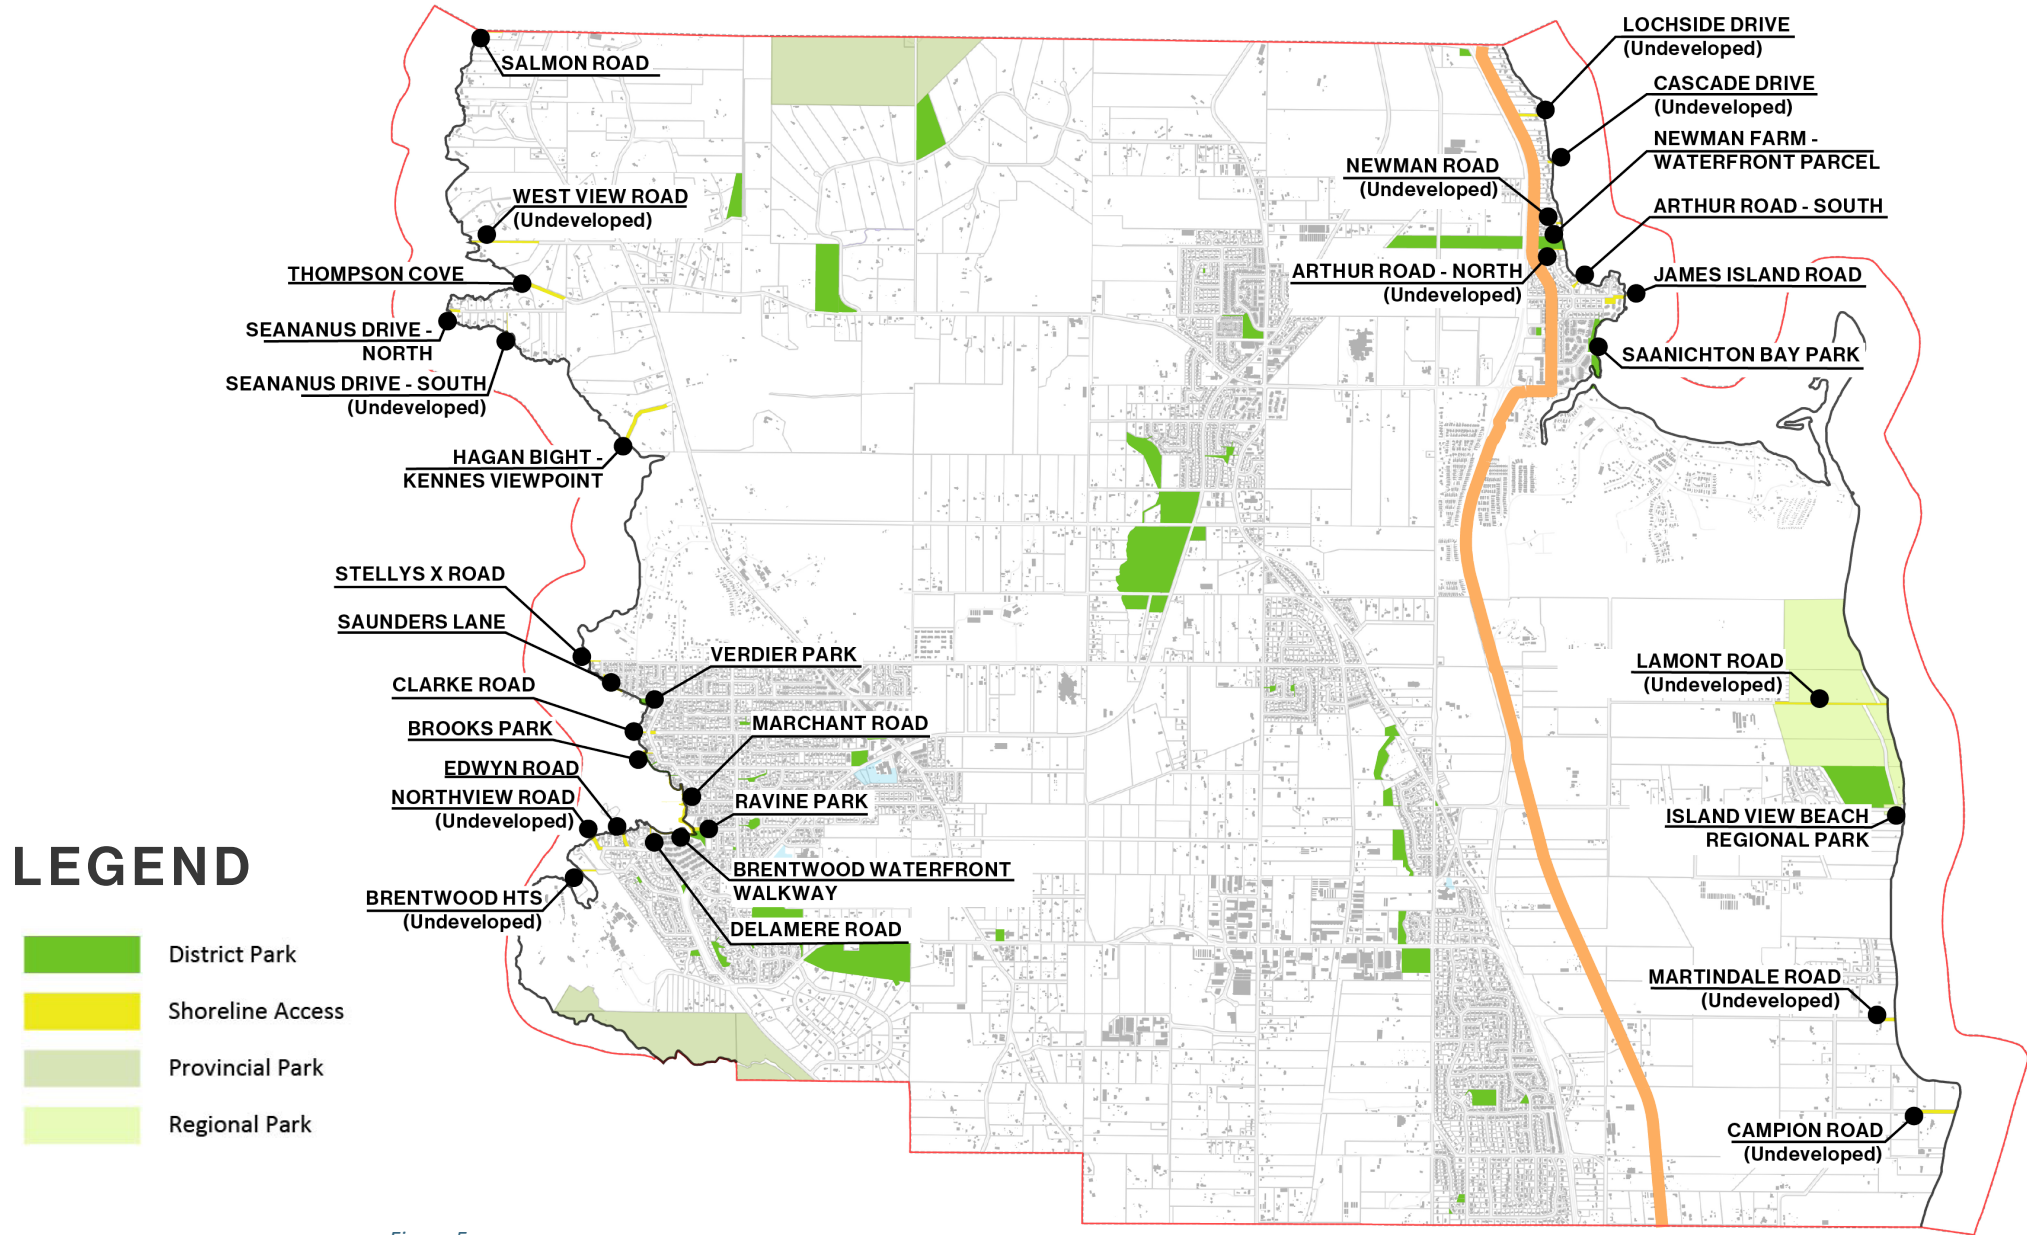 SALMON ROAD
LOCHSIDE DRIVE
(Undeveloped)
CASCADE DRIVE
(Undeveloped)
NEWMAN FARM -
WATERFRONT PARCEL
NEWMAN ROAD
(Undeveloped)
ARTHUR ROAD - SOUTH
WEST VIEW ROAD
(Undeveloped)
THOMPSON COVE
ARTHUR ROAD - NORTH
(Undeveloped)
JAMES ISLAND ROAD
SEANANUS DRIVE -
NORTH
SAANICHTON BAY PARK
SEANANUS DRIVE - SOUTH
(Undeveloped)
HAGAN BIGHT -
KENNES VIEWPOINT
STELLYS X ROAD
SAUNDERS LANE
VERDIER PARK
LAMONT ROAD
(Undeveloped)
CLARKE ROAD
MARCHANT ROAD
BROOKS PARK
EDWYN ROAD
NORTHVIEW ROAD
(Undeveloped)
RAVINE PARK
ISLAND VIEW BEACH
REGIONAL PARK
BRENTWOOD WATERFRONT
WALKWAY
BRENTWOOD HTS
(Undeveloped)
DELAMERE ROAD
MARTINDALE ROAD
(Undeveloped)
CAMPION ROAD
(Undeveloped)
LEGEND
District Park
Shoreline Access
Provincial Park
Regional Park